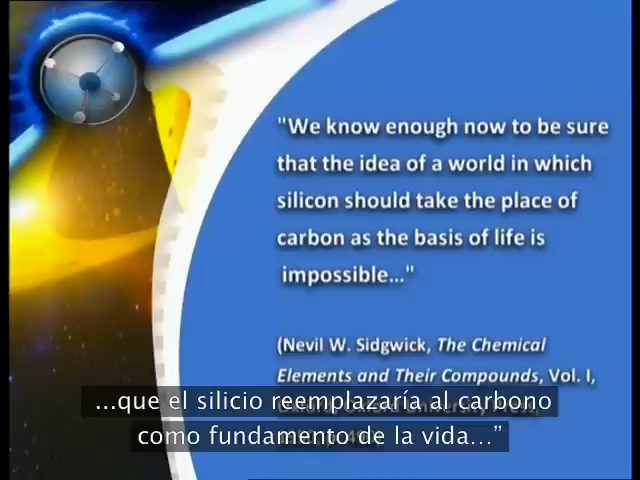 "We know enough now to be sure
that the idea of a world in which
silicon should take the place of
carbon as the basis of life is
impossible..."
(Nevil W. Sidgwick, The Chemical
Elements and Their Compounds, Vol. I,
...que el silicio reemplazaría al carbono
como fundamento de la vida...”